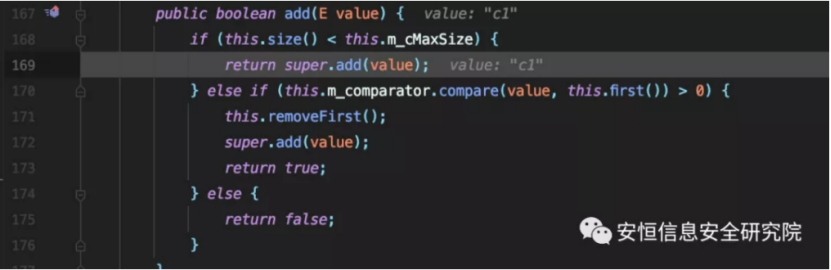 167 public boolean add(E value) { value: "c1"
168 if (this.size() < this.m_cMaxSize) {
169 return super.add(value); value: "c1"
170 } else if (this.m_comparator.compare(value, this.first()) > 0) {
171 this.removeFirst();
172 super.add(value);
173 return true;
174 } else {
175 return false;
176 }
安恒信息安全研究院